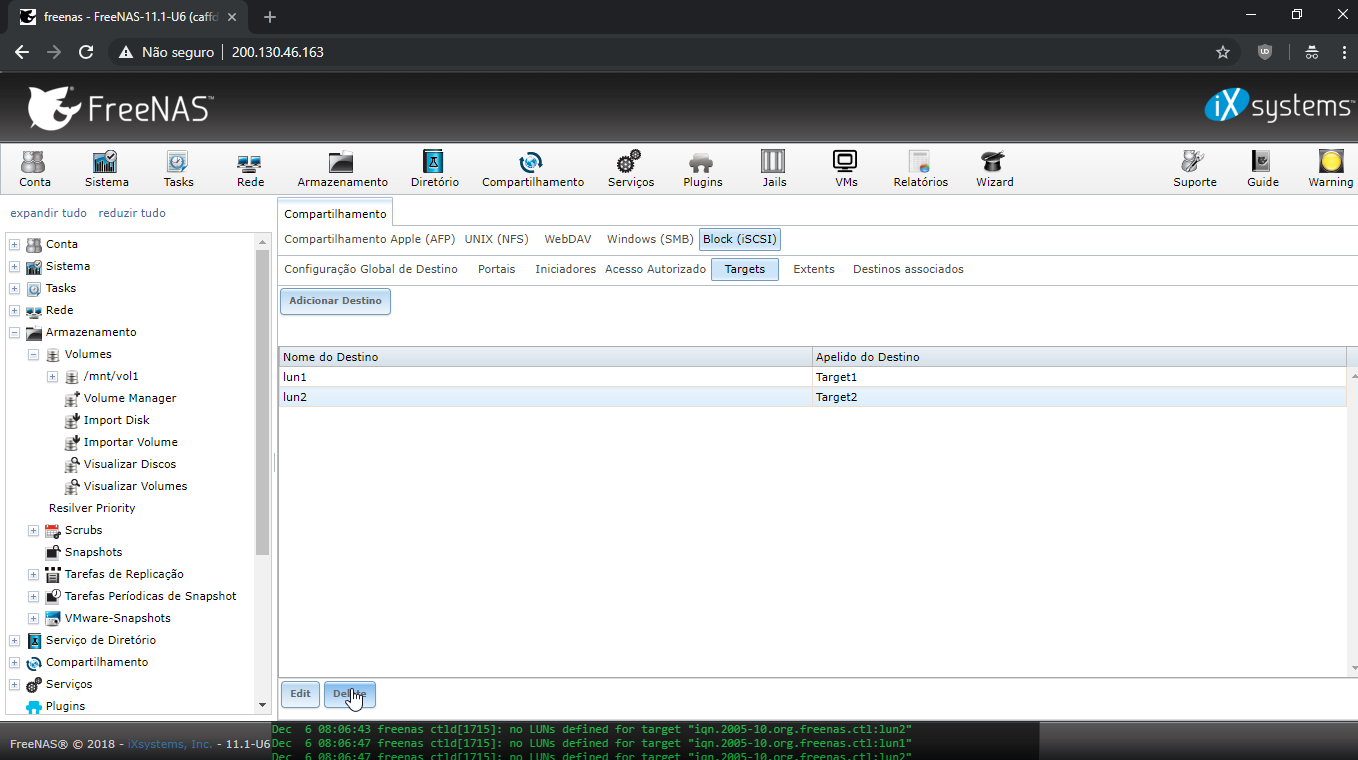 freenas - FreeNAS-11.1-U6 (caffd
Não seguro 200.130.46.163
FreeNAS™
iXsystems™
Conta Sistema Tasks Rede Armazenamento Diretório Compartilhamento Serviços Plugins Jails VMs Relatórios Wizard Suporte Guide Warning
expandir tudo reduzir tudo
Conta
Sistema
Tasks
Rede
Armazenamento
Volumes
/mnt/vol1
Volume Manager
Import Disk
Importar Volume
Visualizar Discos
Visualizar Volumes
Resilver Priority
Scrubs
Snapshots
Tarefas de Replicação
Tarefas Períodicas de Snapshot
VMware-Snapshots
Serviço de Diretório
Compartilhamento
Serviços
Plugins
Compartilhamento
Compartilhamento Apple (AFP) UNIX (NFS) WebDAV Windows (SMB) Block (iSCSI)
Configuração Global de Destino Portais Iniciadores Acesso Autorizado Targets Extents Destinos associados
Adicionar Destino
Nome do Destino Apelido do Destino
lun1 Target1
lun2 Target2
Edit Delete
FreeNAS® © 2018 - iXsystems, Inc. - 11.1-U6
Dec 6 08:06:43 freenas ctld[1715]: no LUNs defined for target "iqn.2005-10.org.freenas.ctl:lun2"
Dec 6 08:06:47 freenas ctld[1715]: no LUNs defined for target "iqn.2005-10.org.freenas.ctl:lun1"
Dec 6 08:06:47 freenas ctld[1715]: no LUNs defined for target "iqn.2005-10.org.freenas.ctl:lun2"